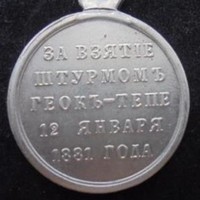 ЗА ВЗЯТІЕ
ШТУРМОМЪ
ГЕОКЪ-ТЕПЕ
12 ЯНВАРЯ
1881 ГОДА